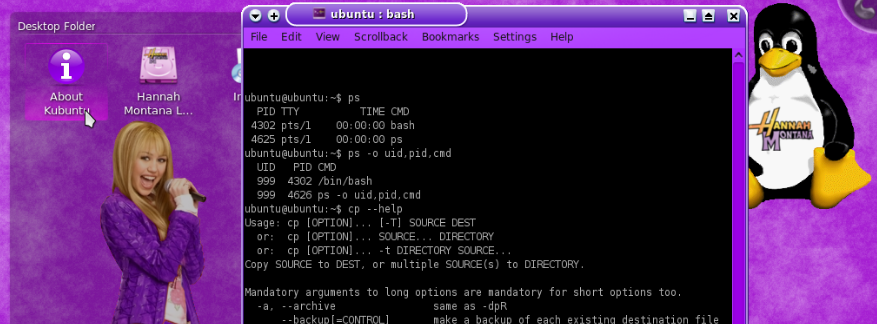 Desktop Folder
About
Kubuntu
Hannah
Montana L...
ubuntu : bash
File Edit View Scrollback Bookmarks Settings Help
ubuntu@ubuntu:~$ ps
PID TTY TIME CMD
4302 pts/1 00:00:00 bash
4625 pts/1 00:00:00 ps
ubuntu@ubuntu:~$ ps -o uid,pid,cmd
UID PID CMD
999 4302 /bin/bash
999 4626 ps -o uid,pid,cmd
ubuntu@ubuntu:~$ cp --help
Usage: cp [OPTION]... [-T] SOURCE DEST
or: cp [OPTION]... SOURCE... DIRECTORY
or: cp [OPTION]... -t DIRECTORY SOURCE...
Copy SOURCE to DEST, or multiple SOURCE(s) to DIRECTORY.
Mandatory arguments to long options are mandatory for short options too.
-a, --archive same as -dpR
--backup[=CONTROL] make a backup of each existing destination file
HANNAH
MONTANA